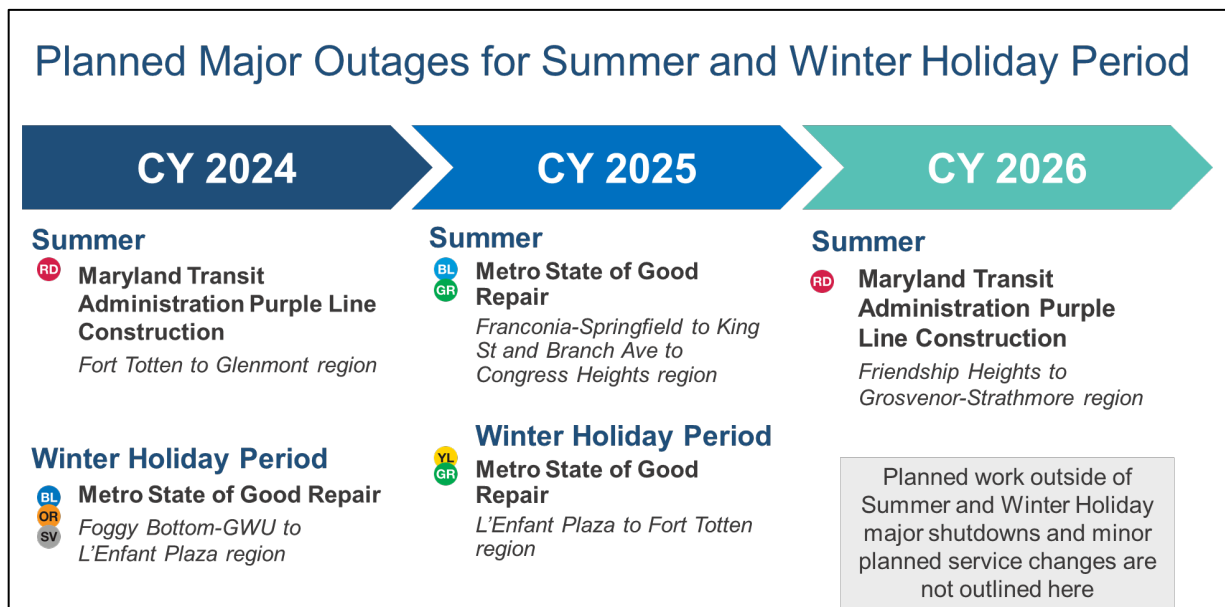 Planned Major Outages for Summer and Winter Holiday Period
CY 2024
CY 2025
CY 2026
Summer
RD
Maryland Transit
Administration Purple Line
Construction
Fort Totten to Glenmont region
Winter Holiday Period
BL
OR
SV
Metro State of Good Repair
Foggy Bottom-GWU to
L'Enfant Plaza region
Summer
BL
GR
Metro State of Good
Repair
Franconia-Springfield to King
St and Branch Ave to
Congress Heights region
Winter Holiday Period
YL
GR
Metro State of Good
Repair
L'Enfant Plaza to Fort Totten
region
Summer
RD
Maryland Transit
Administration Purple
Line Construction
Friendship Heights to
Grosvenor-Strathmore region
Planned work outside of
Summer and Winter Holiday
major shutdowns and minor
planned service changes are
not outlined here